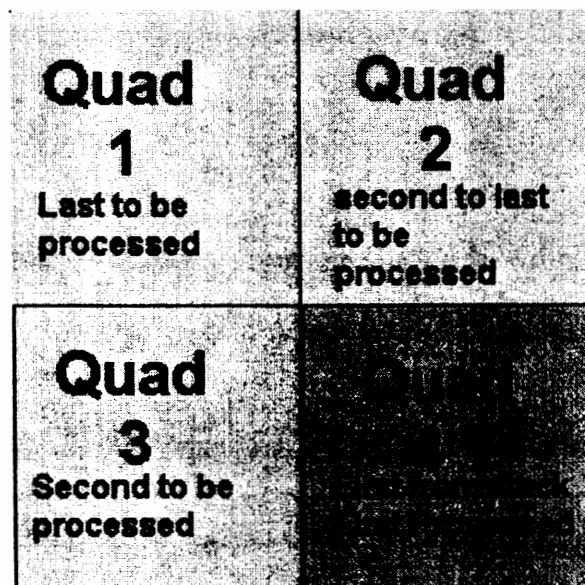 Quad
1
Last to be
processed
Quad
2
second to last
to be
processed
Quad
3
Second to be
processed
Quad